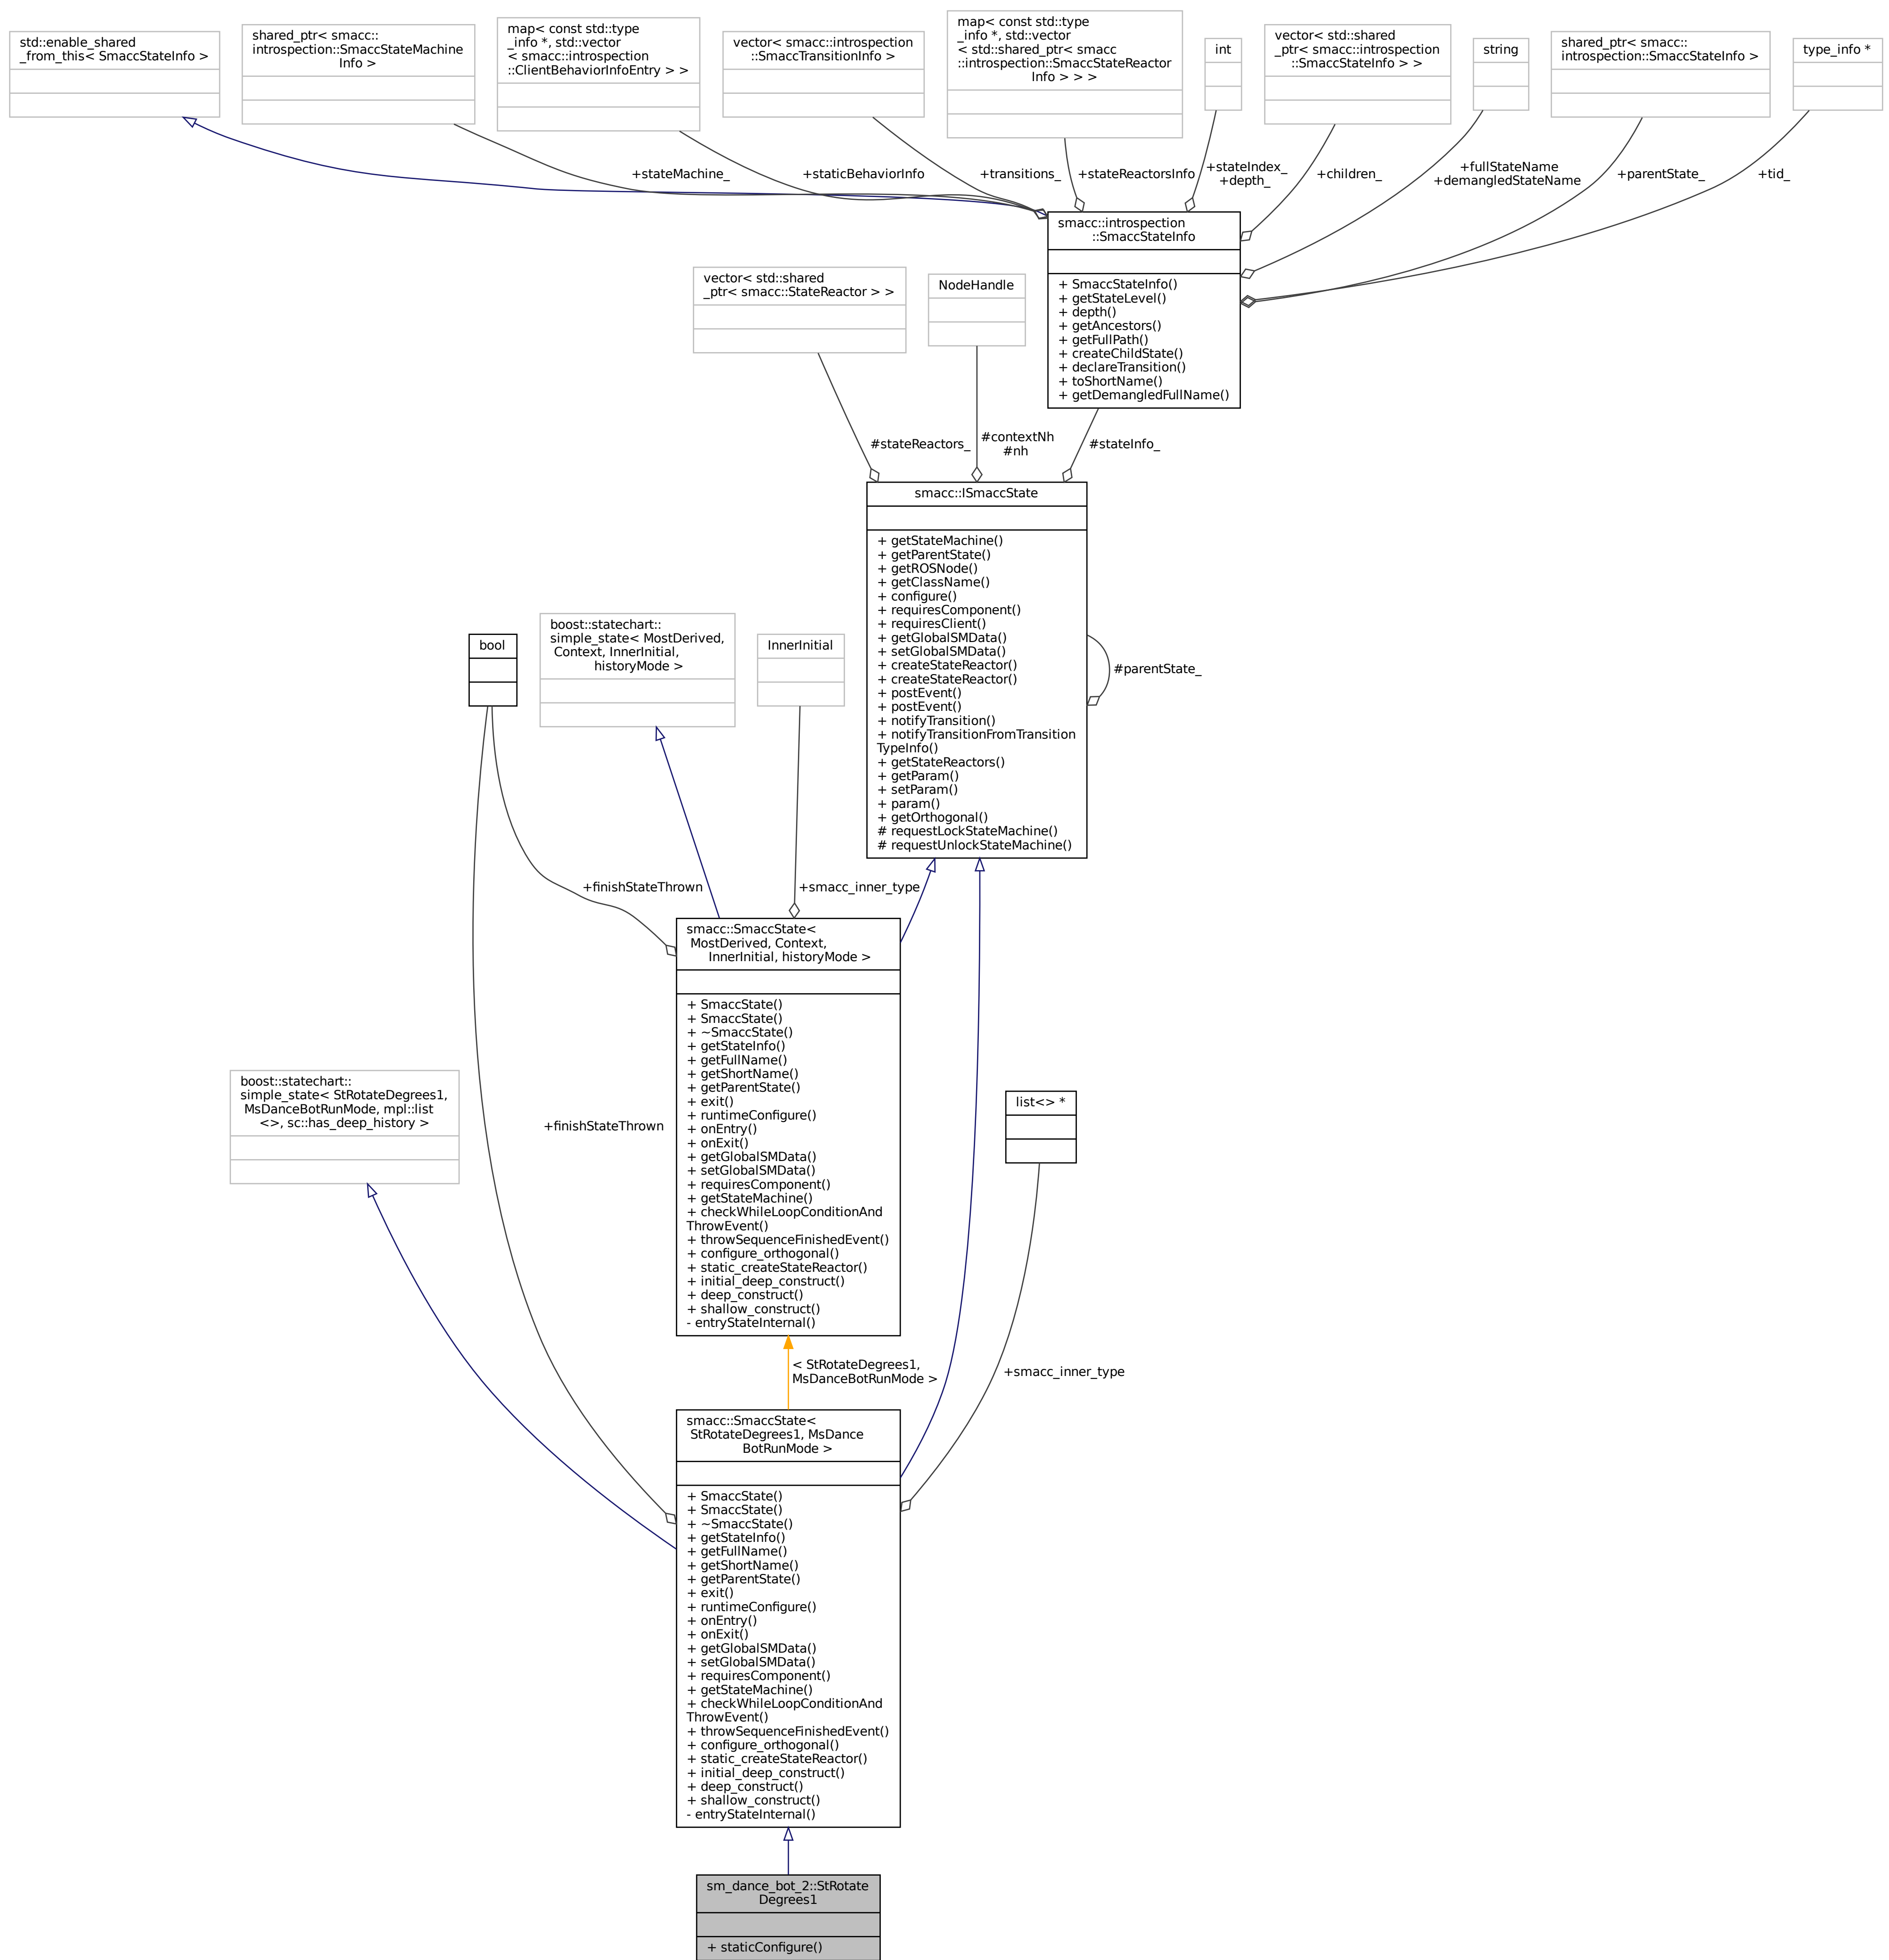 std::enable_shared
_from_this< SmaccStateInfo >
shared_ptr< smacc::
introspection::SmaccStateMachine
Info >
map< const std::type
_info *, std::vector
< smacc::introspection
::ClientBehaviorInfoEntry > >
vector< smacc::introspection
::SmaccTransitionInfo >
map< const std::type
_info *, std::vector
< std::shared_ptr< smacc
::introspection::SmaccStateReactor
Info > > >
int
vector< std::shared
_ptr< smacc::introspection
::SmaccStateInfo > >
string
shared_ptr< smacc::
introspection::SmaccStateInfo >
type_info *
+stateMachine_
+staticBehaviorInfo
+transitions_
+stateReactorsInfo
+stateIndex_
+depth_
+children_
+fullStateName
+demangledStateName
+parentState_
+tid_
smacc::introspection
::SmaccStateInfo
+ SmaccStateInfo()
+ getStateLevel()
+ depth()
+ getAncestors()
+ getFullPath()
+ createChildState()
+ declareTransition()
+ toShortName()
+ getDemangledFullName()
vector< std::shared
_ptr< smacc::StateReactor > >
NodeHandle
#stateReactors_
#contextNh
#nh
#stateInfo_
smacc::ISmaccState
+ getStateMachine()
+ getParentState()
+ getROSNode()
+ getClassName()
+ configure()
+ requiresComponent()
+ requiresClient()
+ getGlobalSMData()
+ setGlobalSMData()
+ createStateReactor()
+ createStateReactor()
+ postEvent()
+ postEvent()
+ notifyTransition()
+ notifyTransitionFromTransition
TypeInfo()
+ getStateReactors()
+ getParam()
+ setParam()
+ param()
+ getOrthogonal()
# requestLockStateMachine()
# requestUnlockStateMachine()
#parentState_
bool
boost::statechart::
simple_state< MostDerived,
Context, InnerInitial,
historyMode >
InnerInitial
+finishStateThrown
+smacc_inner_type
smacc::SmaccState<
MostDerived, Context,
InnerInitial, historyMode >
+ SmaccState()
+ SmaccState()
+ ~SmaccState()
+ getStateInfo()
+ getFullName()
+ getShortName()
+ getParentState()
+ exit()
+ runtimeConfigure()
+ onEntry()
+ onExit()
+ getGlobalSMData()
+ setGlobalSMData()
+ requiresComponent()
+ getStateMachine()
+ checkWhileLoopConditionAnd
ThrowEvent()
+ throwSequenceFinishedEvent()
+ configure_orthogonal()
+ static_createStateReactor()
+ initial_deep_construct()
+ deep_construct()
+ shallow_construct()
- entryStateInternal()
boost::statechart::
simple_state< StRotateDegrees1,
MsDanceBotRunMode, mpl::list
<>, sc::has_deep_history >
+finishStateThrown
list<> *
< StRotateDegrees1,
MsDanceBotRunMode >
+smacc_inner_type
smacc::SmaccState<
StRotateDegrees1, MsDance
BotRunMode >
+ SmaccState()
+ SmaccState()
+ ~SmaccState()
+ getStateInfo()
+ getFullName()
+ getShortName()
+ getParentState()
+ exit()
+ runtimeConfigure()
+ onEntry()
+ onExit()
+ getGlobalSMData()
+ setGlobalSMData()
+ requiresComponent()
+ getStateMachine()
+ checkWhileLoopConditionAnd
ThrowEvent()
+ throwSequenceFinishedEvent()
+ configure_orthogonal()
+ static_createStateReactor()
+ initial_deep_construct()
+ deep_construct()
+ shallow_construct()
- entryStateInternal()
sm_dance_bot_2::StRotate
Degrees1
+ staticConfigure()